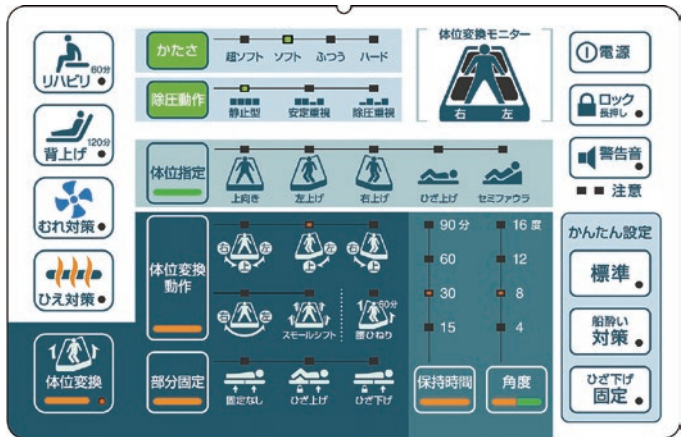 リハビリ 60分
背上げ 120分
むれ対策
ひえ対策
体位変換
かたさ
超ソフト ソフト ふつう ハード
除圧動作
静止型 安定重視 除圧重視
体位変換モニター
右 左
体位指定
上向き 左上げ 右上げ ひざ上げ セミファウラ
体位変換
動作
右 左 上
左 上
右 上
右 左
スモールシフト
60分
腰ひねり
部分固定
固定なし ひざ上げ ひざ下げ
90分
60
30
15
保持時間
16度
12
8
4
角度
電源
ロック
長押し
警告音
注意
かんたん設定
標準
船酔い
対策
ひざ下げ
固定